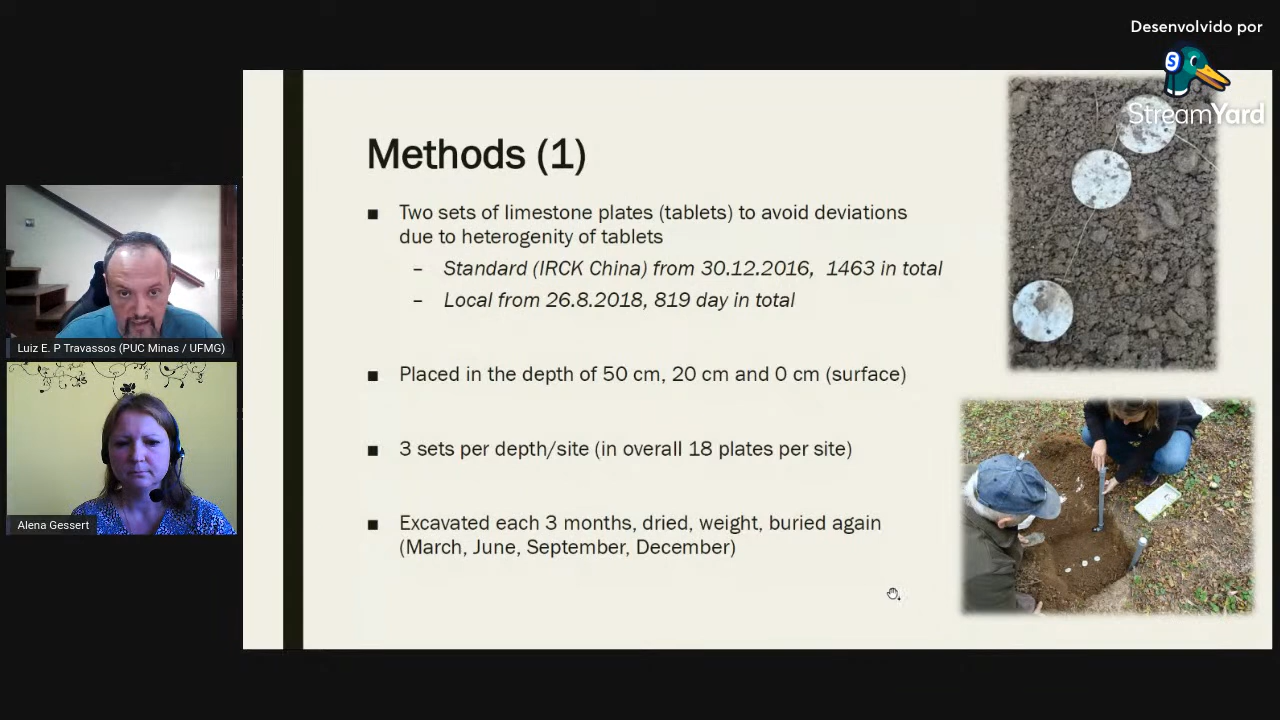 Desenvolvido por
StreamYard
Methods (1)
■ Two sets of limestone plates (tablets) to avoid deviations
due to heterogenity of tablets
– Standard (IRCK China) from 30.12.2016, 1463 in total
– Local from 26.8.2018, 819 day in total
■ Placed in the depth of 50 cm, 20 cm and 0 cm (surface)
■ 3 sets per depth/site (in overall 18 plates per site)
■ Excavated each 3 months, dried, weight, buried again
(March, June, September, December)
Luiz E. P Travassos (PUC Minas / UFMG)
Alena Gessert